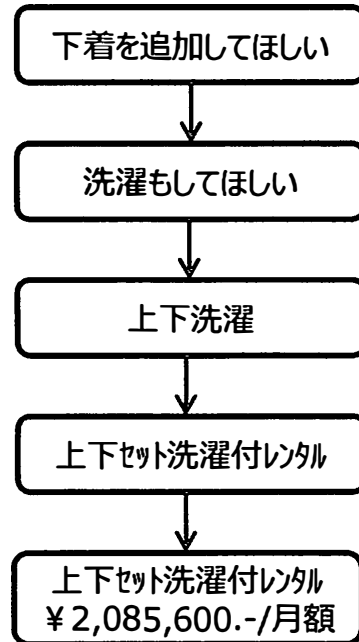 下着を追加してほしい
洗濯もしてほしい
上下洗濯
上下ｾｯﾄ洗濯付ﾚﾝﾀﾙ
上下ｾｯﾄ洗濯付ﾚﾝﾀﾙ
￥2,085,600.-/月額